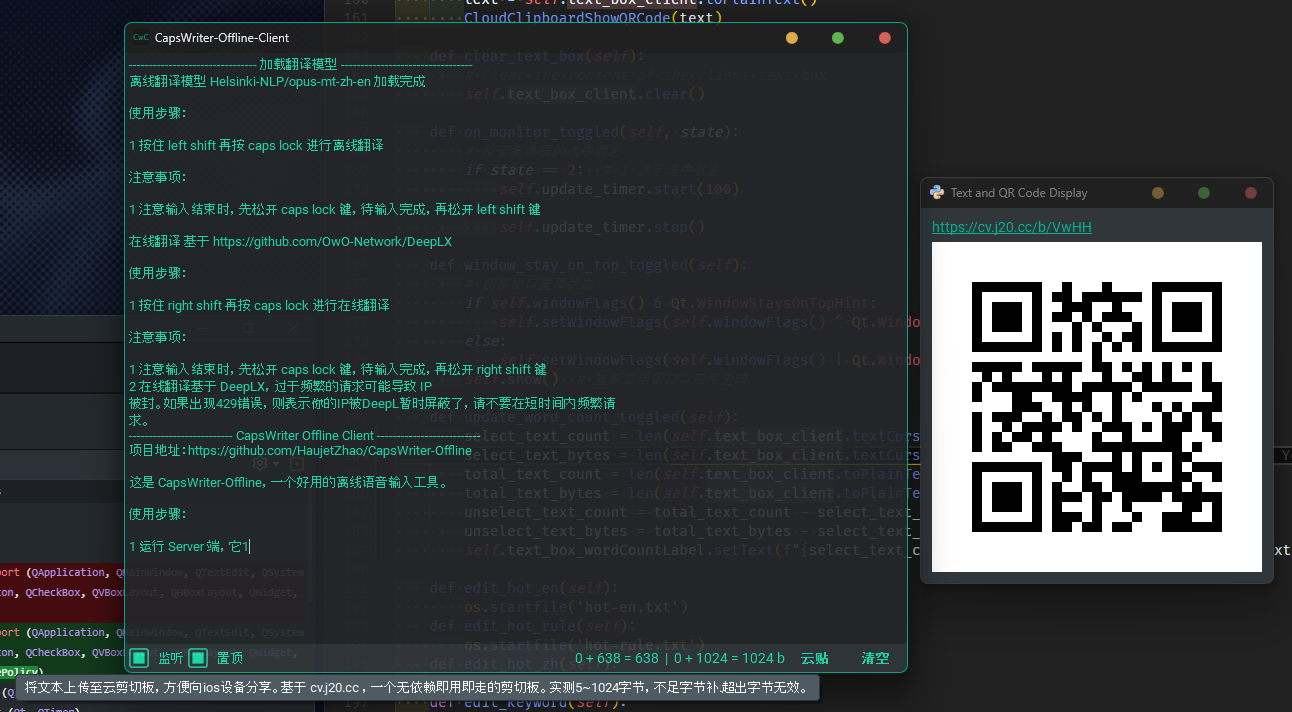 text = self.text_box_client.toPlainText()
161 CloudClipboardShowQRCode(text)
CwC CapsWriter-Offline-Client
-------------------------------- 加载翻译模型 ---------------------------------
离线翻译模型 Helsinki-NLP/opus-mt-zh-en 加载完成
使用步骤：
1 按住 left shift 再按 caps lock 进行离线翻译
注意事项：
1 注意输入结束时，先松开 caps lock 键，待输入完成，再松开 left shift 键
在线翻译 基于 https://github.com/OwO-Network/DeepLX
使用步骤：
1 按住 right shift 再按 caps lock 进行在线翻译
注意事项：
1 注意输入结束时，先松开 caps lock 键，待输入完成，再松开 right shift 键
2 在线翻译基于 DeepLX，过于频繁的请求可能导致 IP
被封。如果出现429错误，则表示你的IP被DeepL暂时屏蔽了，请不要在短时间内频繁请
求。
-------------------------- CapsWriter Offline Client --------------------------
项目地址：https://github.com/HaujetZhao/CapsWriter-Offline
这是 CapsWriter-Offline，一个好用的离线语音输入工具。
使用步骤：
1 运行 Server 端，它1
监听 置顶 0 + 638 = 638 | 0 + 1024 = 1024 b 云贴 清空
将文本上传至云剪切板，方便向ios设备分享。基于 cv.j20.cc ，一个无依赖即用即走的剪切板。实测5~1024字节，不足字节补.超出字节无效。
def clear_text_box(self):
self.text_box_client.clear()
def on_monitor_toggled(self, state):
if state == 2:
self.update_timer.start(100)
self.update_timer.stop()
def window_stay_on_top_toggled(self):
if self.windowFlags() & Qt.WindowStaysOnTopHint:
self.setWindowFlags(self.windowFlags() ^ Qt.Windo
else:
self.setWindowFlags(self.windowFlags() | Qt.Windo
self.show()
def update_word_count_toggled(self):
select_text_count = len(self.text_box_client.textCurs
select_text_bytes = len(self.text_box_client.textCurs
total_text_count = len(self.text_box_client.toPlainTe
total_text_bytes = len(self.text_box_client.toPlainTe
unselect_text_count = total_text_count - select_text_
unselect_text_bytes = total_text_bytes - select_text_
self.text_box_wordCountLabel.setText(f"{select_text_c
def edit_hot_en(self):
os.startfile('hot-en.txt')
def edit_hot_rule(self):
os.startfile('hot-rule.txt')
def edit_hot_zh(self):
def edit_keyword(self):
Text and QR Code Display
https://cv.j20.cc/b/VwHH
port (QApplication, QMainWindow, QTextEdit, QSystem
on, QCheckBox, QVBoxLayout, QHBoxLayout, QWidget,
port (QApplication, QMainWindow, QTextEdit, QSystem
on, QCheckBox, QVBoxLayout, QHBoxLayout, QWidget,
ePolicy)